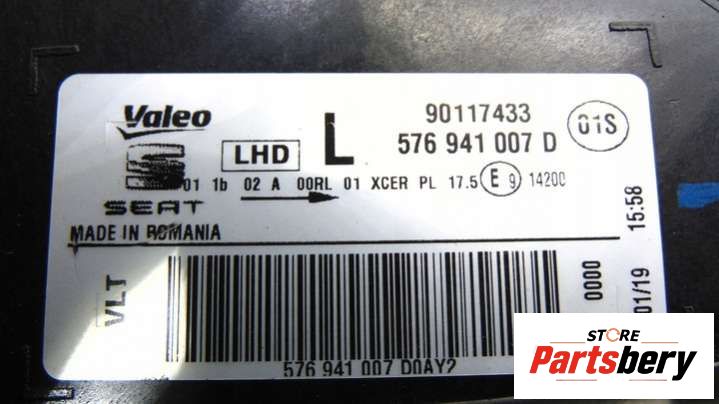 Valeo
90117433
01S
LHD L 576 941 007 D
01 1b 02 A 00RL 01 XCER PL 17.5 E 9 14200
SEAT
MADE IN ROMANIA
VLT
0000
01/19 15:58
576 941 007 D0AY2
STORE
Partsbery